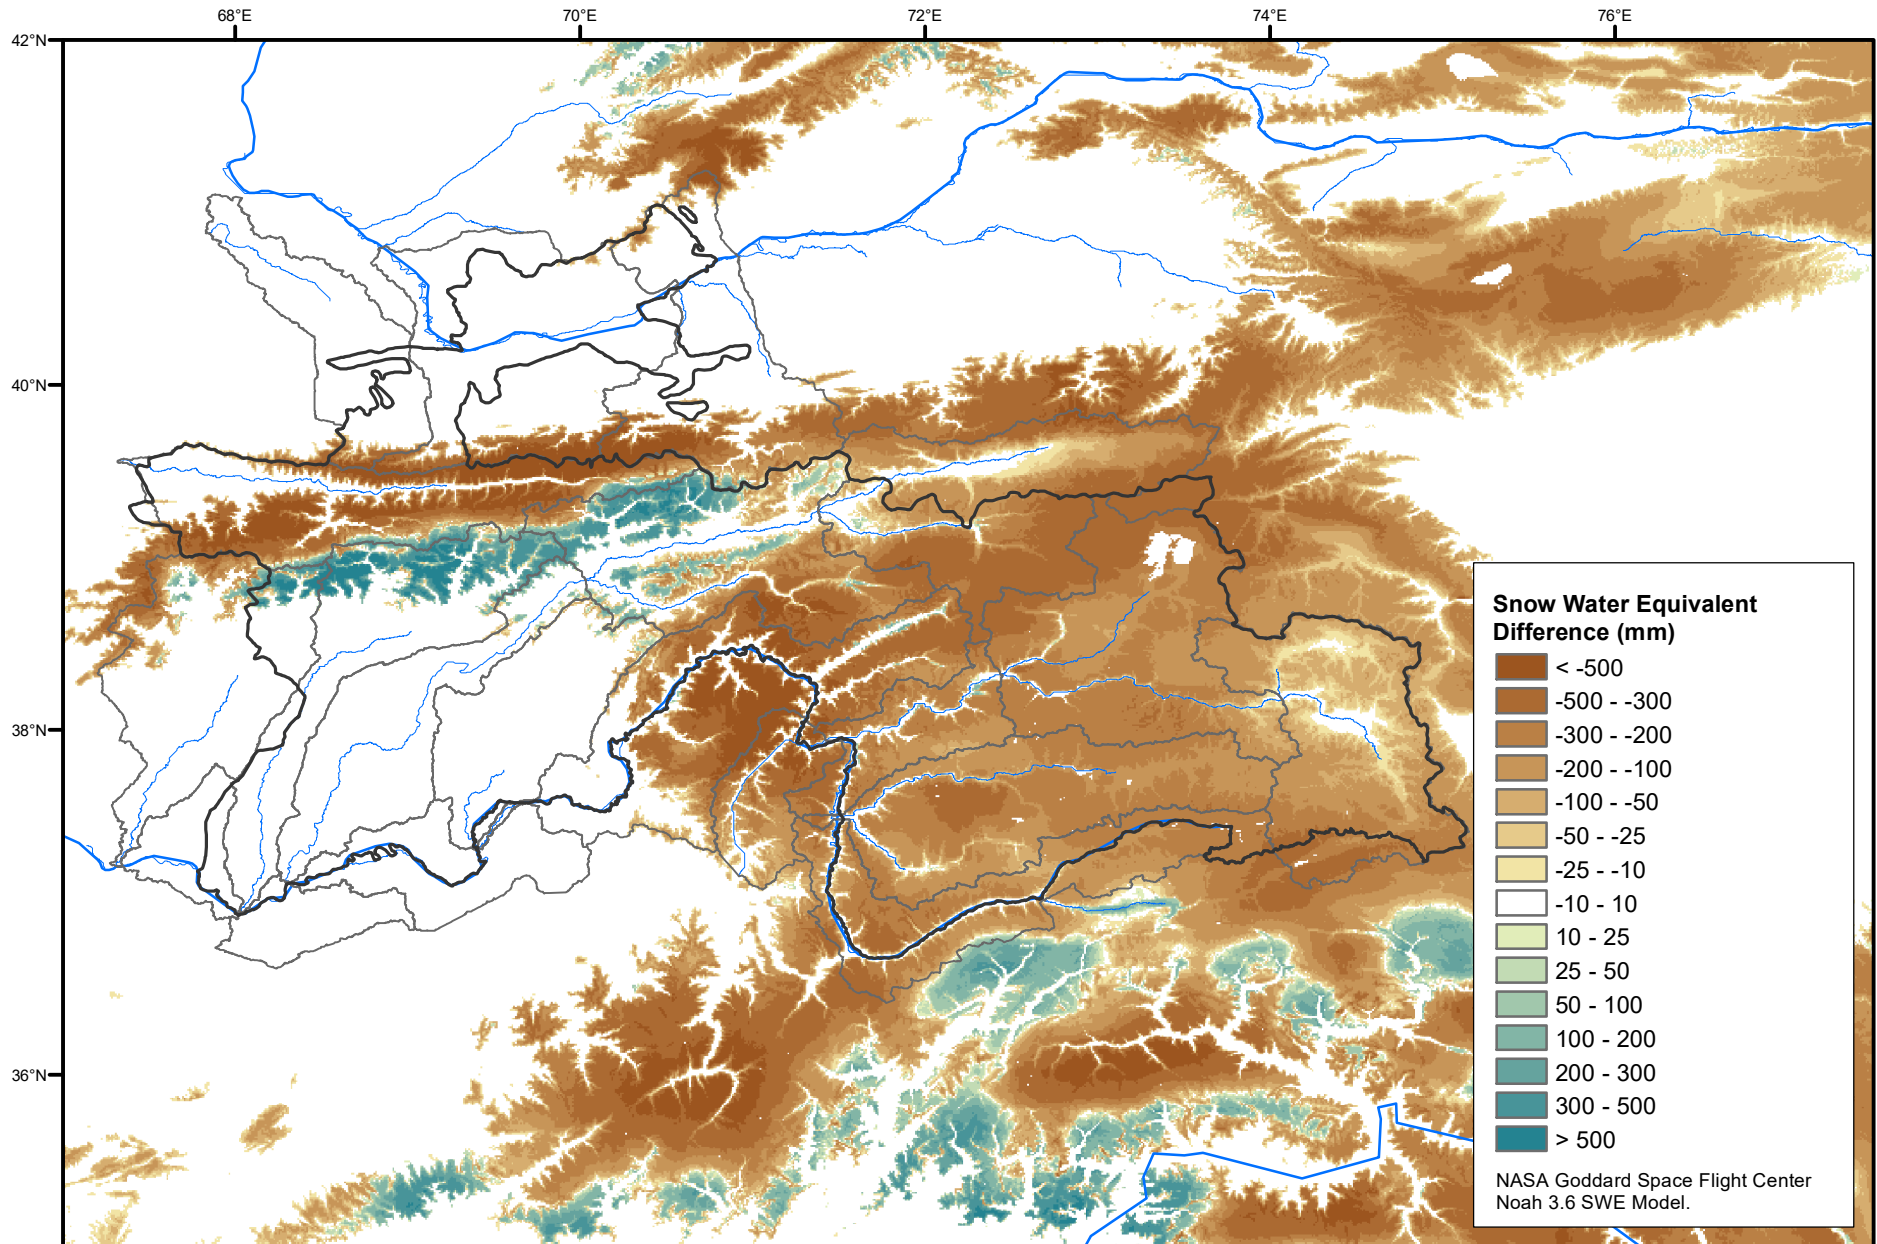 68°E
70°E
72°E
74°E
76°E
42°N
40°N
38°N
36°N
Snow Water Equivalent
Difference (mm)
< -500
-500 - -300
-300 - -200
-200 - -100
-100 - -50
-50 - -25
-25 - -10
-10 - 10
10 - 25
25 - 50
50 - 100
100 - 200
200 - 300
300 - 500
> 500
NASA Goddard Space Flight Center
Noah 3.6 SWE Model.